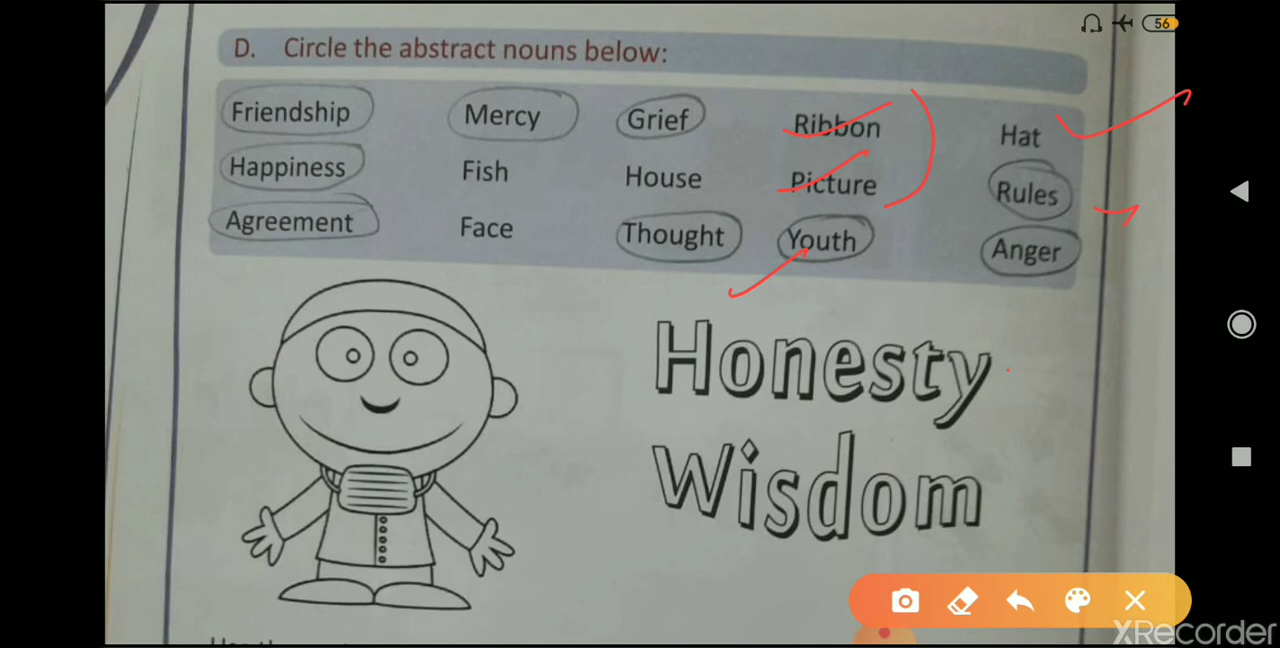 56
D. Circle the abstract nouns below:
Friendship Mercy Grief Ribbon Hat
Happiness Fish House Picture Rules
Agreement Face Thought Youth Anger
Honesty
Wisdom
XRecorder